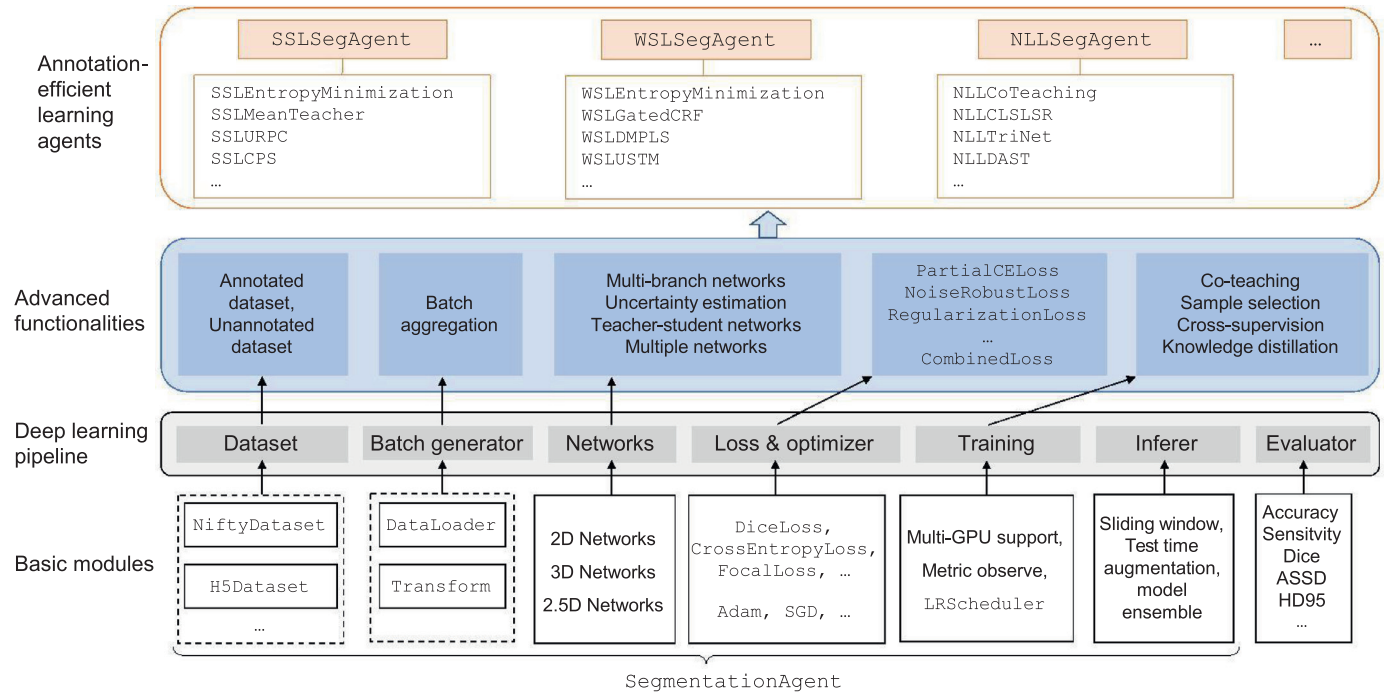 Annotation-
efficient
learning
agents
SSLSegAgent
SSLEntropyMinimization
SSLMeanTeacher
SSLURPC
SSLCPS
…
WSLSegAgent
WSLEntropyMinimization
WSLGatedCRF
WSLDMPLS
WSLUSTM
…
NLLSegAgent
NLLCoTeaching
NLLCLSLSR
NLLTriNet
NLLDAST
…
…
Advanced
functionalities
Annotated
dataset,
Unannotated
dataset
Batch
aggregation
Multi-branch networks
Uncertainty estimation
Teacher-student networks
Multiple networks
PartialCELoss
NoiseRobustLoss
RegularizationLoss
…
CombinedLoss
Co-teaching
Sample selection
Cross-supervision
Knowledge distillation
Deep learning
pipeline
Dataset
Batch generator
Networks
Loss & optimizer
Training
Inferer
Evaluator
Basic modules
NiftyDataset
H5Dataset
…
DataLoader
Transform
2D Networks
3D Networks
2.5D Networks
DiceLoss,
CrossEntropyLoss,
FocalLoss, …
Adam, SGD, …
Multi-GPU support,
Metric observe,
LRScheduler
Sliding window,
Test time
augmentation,
model
ensemble
Accuracy
Sensitvity
Dice
ASSD
HD95
…
SegmentationAgent